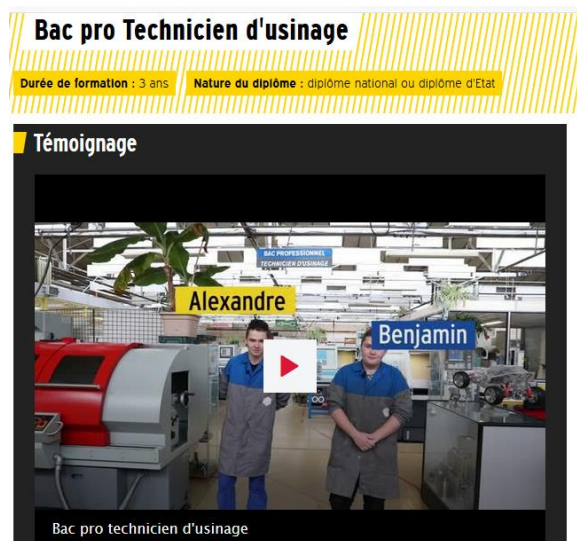 Bac pro Technicien d'usinage
Durée de formation : 3 ans Nature du diplôme : diplôme national ou diplôme d'Etat
Témoignage
BAC PROFESSIONNEL
TECHNICIEN D'USINAGE
Alexandre
Benjamin
Bac pro technicien d'usinage